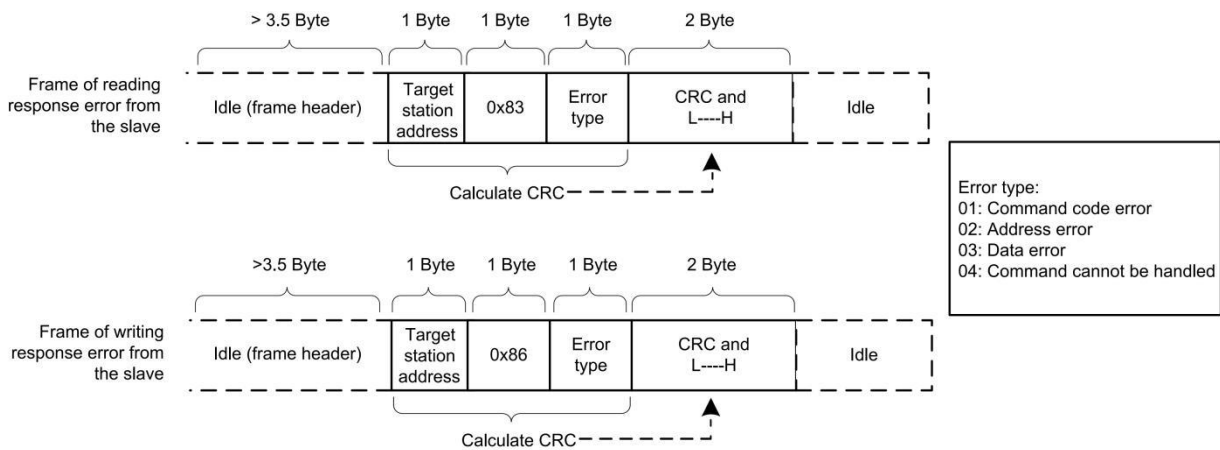 > 3.5 Byte 1 Byte 1 Byte 1 Byte 2 Byte
Frame of reading
response error from
the slave
Idle (frame header)
Target
station
address
0x83
Error
type
CRC and
L----H
Idle
Calculate CRC
Error type:
01: Command code error
02: Address error
03: Data error
04: Command cannot be handled
>3.5 Byte 1 Byte 1 Byte 1 Byte 2 Byte
Frame of writing
response error from
the slave
Idle (frame header)
Target
station
address
0x86
Error
type
CRC and
L----H
Idle
Calculate CRC